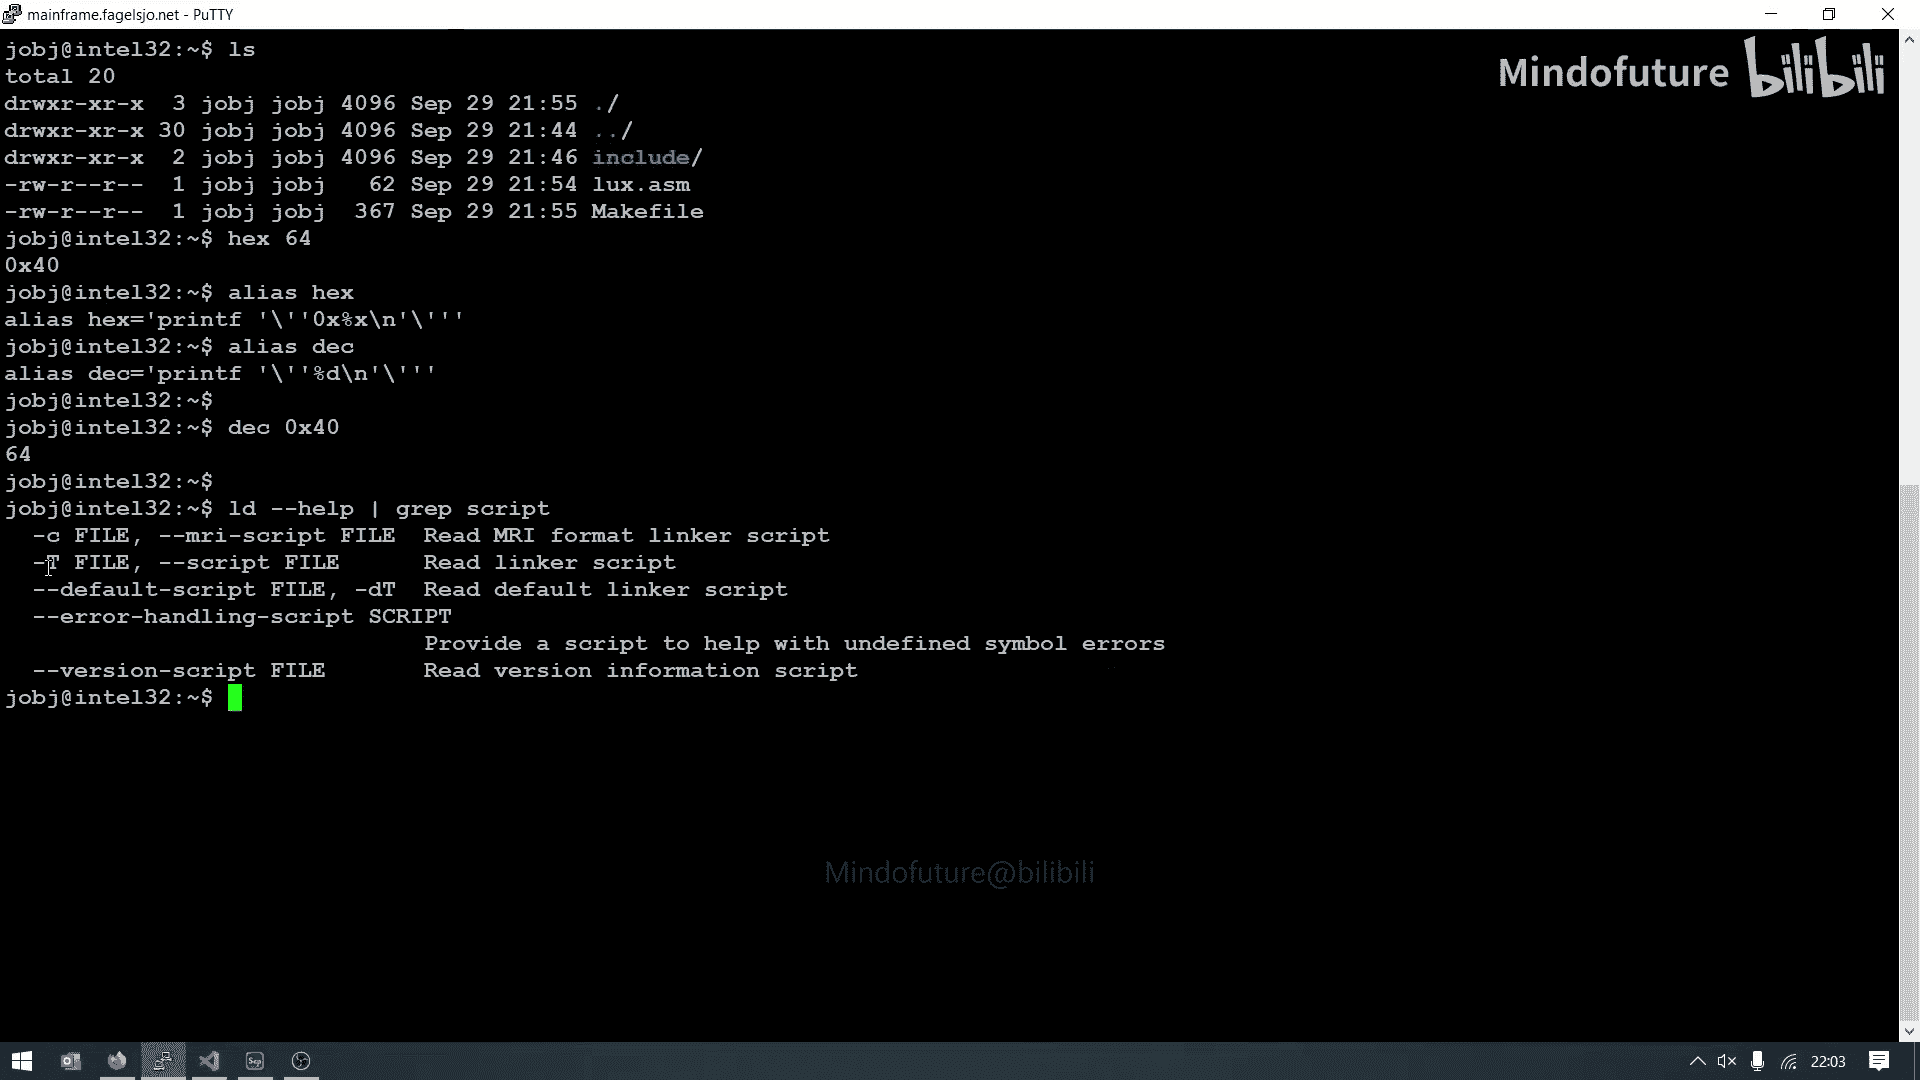 mainframe.fagelsjo.net - PuTTY
jobj@intel32:~$ ls
total 20
drwxr-xr-x  3 jobj jobj 4096 Sep 29 21:55 ./
drwxr-xr-x 30 jobj jobj 4096 Sep 29 21:44 ../
drwxr-xr-x  2 jobj jobj 4096 Sep 29 21:46 include/
-rw-r--r--  1 jobj jobj   62 Sep 29 21:54 lux.asm
-rw-r--r--  1 jobj jobj  367 Sep 29 21:55 Makefile
jobj@intel32:~$ hex 64
0x40
jobj@intel32:~$ alias hex
alias hex='printf '\''0x%x\n'\'''
jobj@intel32:~$ alias dec
alias dec='printf '\''%d\n'\'''
jobj@intel32:~$
jobj@intel32:~$ dec 0x40
64
jobj@intel32:~$
jobj@intel32:~$ ld --help | grep script
  -c FILE, --mri-script FILE  Read MRI format linker script
  -T FILE, --script FILE      Read linker script
  --default-script FILE, -dT  Read default linker script
  --error-handling-script SCRIPT
                              Provide a script to help with undefined symbol errors
  --version-script FILE       Read version information script
jobj@intel32:~$
Mindofuture bilibili
Mindofuture@bilibili
Sep
22:03